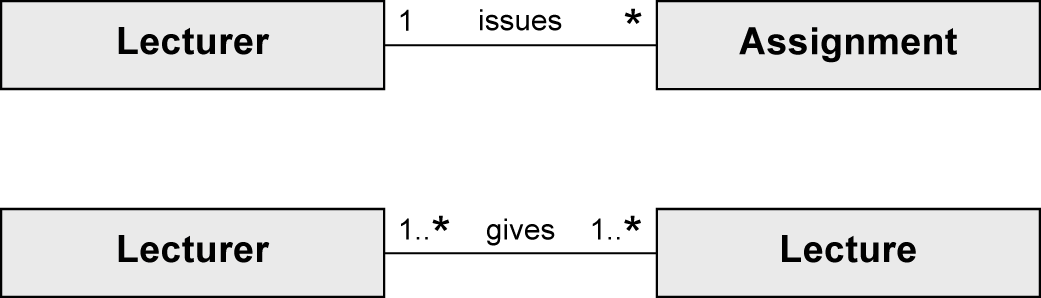 Lecturer 1 issues * Assignment
Lecturer 1..* gives 1..* Lecture